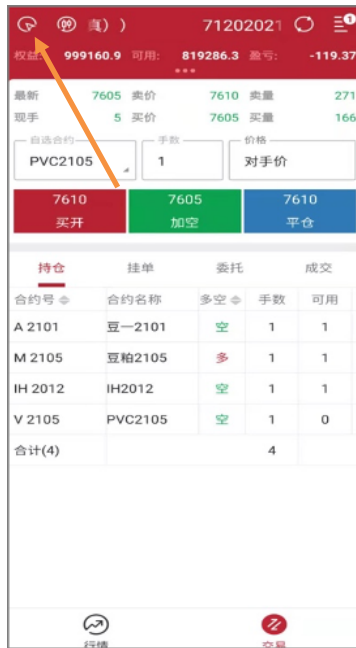 真) ) 71202021
权益: 999160.9 可用: 819286.3 盈亏: -119.37
最新 7605 卖价 7610 卖量 271
现手 5 买价 7605 买量 166
自选合约 手数 价格
PVC2105 1 对手价
7610 7605 7610
买开 加空 平仓
持仓 挂单 委托 成交
合约号 合约名称 多空 手数 可用
A 2101 豆一2101 空 1 1
M 2105 豆粕2105 多 1 1
IH 2012 IH2012 空 1 1
V 2105 PVC2105 空 1 0
合计(4) 4
行情 交易